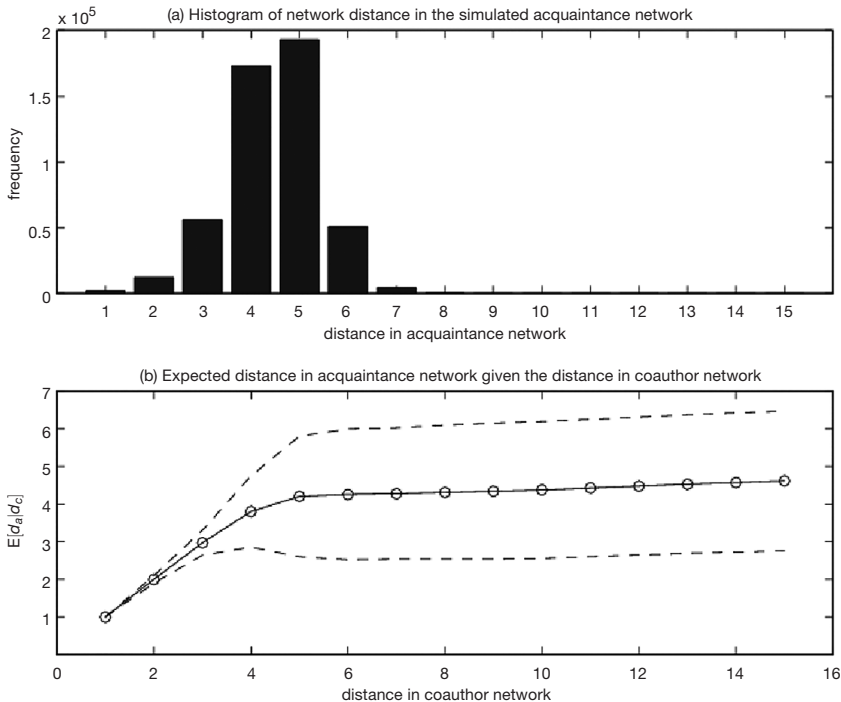 (a) Histogram of network distance in the simulated acquaintance network
x 10⁵
2
1.5
1
0.5
0
frequency
1 2 3 4 5 6 7 8 9 10 11 12 13 14 15
distance in acquaintance network
(b) Expected distance in acquaintance network given the distance in coauthor network
7
6
5
4
3
2
1
E[dₐ|d_c]
0 2 4 6 8 10 12 14 16
distance in coauthor network